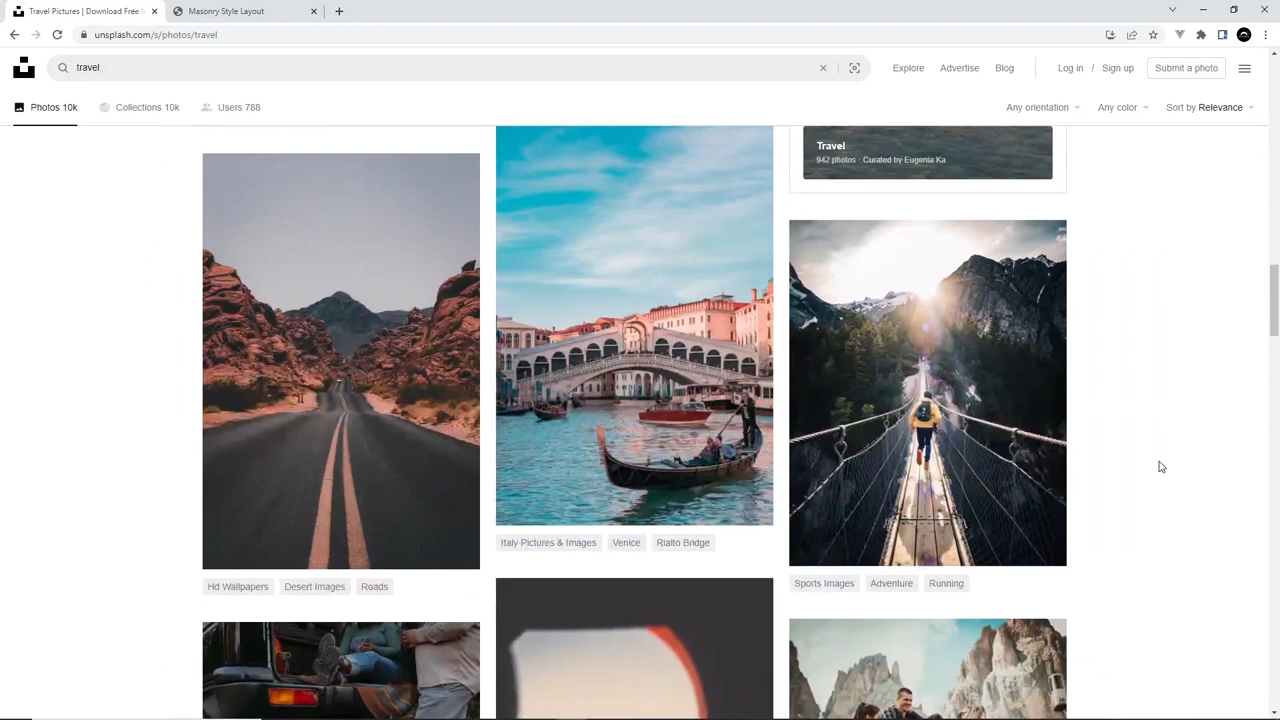 Travel Pictures | Download Free I
Masonry Style Layout
unsplash.com/s/photos/travel
travel
Explore
Advertise
Blog
Log in / Sign up
Submit a photo
Photos 10k
Collections 10k
Users 788
Any orientation
Any color
Sort by Relevance
Travel
942 photos · Curated by Eugenia Ka
Italy Pictures & Images
Venice
Rialto Bridge
Sports Images
Adventure
Running
Hd Wallpapers
Desert Images
Roads